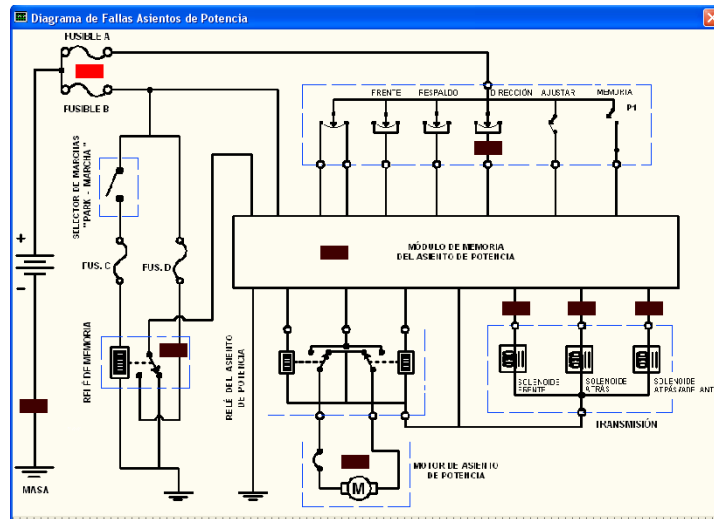 Diagrama de Fallas Asientos de Potencia
FUSIBLE A
FUSIBLE B
FRENTE
RESPALDO
DIRECCIÓN
AJUSTAR
MEMORIA
P1
SELECTOR DE MARCHAS
"PARK - MARCHA"
FUS. C
FUS. D
+
−
MÓDULO DE MEMORIA
DEL ASIENTO DE POTENCIA
RELÉ DE MEMORIA
RELÉ DEL ASIENTO
DE POTENCIA
SOLENOIDE
FRENTE
SOLENOIDE
ATRÁS
SOLENOIDE
ATRÁS/ADELANT
TRANSMISIÓN
MASA
M
MOTOR DE ASIENTO
DE POTENCIA